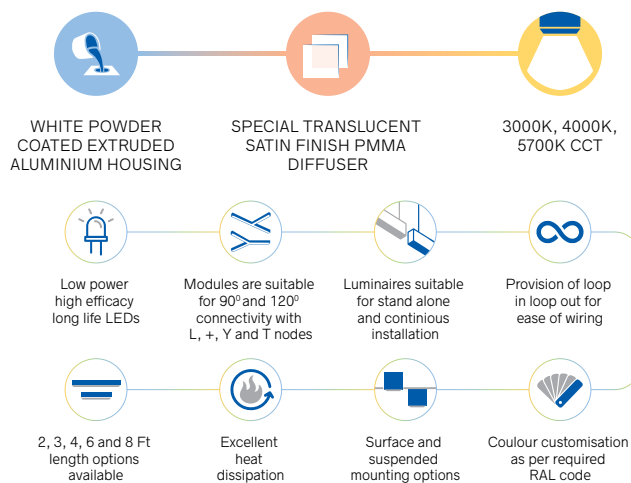 WHITE POWDER
COATED EXTRUDED
ALUMINIUM HOUSING
SPECIAL TRANSLUCENT
SATIN FINISH PMMA
DIFFUSER
3000K, 4000K,
5700K CCT
Low power
high efficacy
long life LEDs
Modules are suitable
for 90⁰ and 120⁰
connectivity with
L, +, Y and T nodes
Luminaires suitable
for stand alone
and continious
installation
Provision of loop
in loop out for
ease of wiring
2, 3, 4, 6 and 8 Ft
length options
available
Excellent
heat
dissipation
Surface and
suspended
mounting options
Coulour customisation
as per required
RAL code